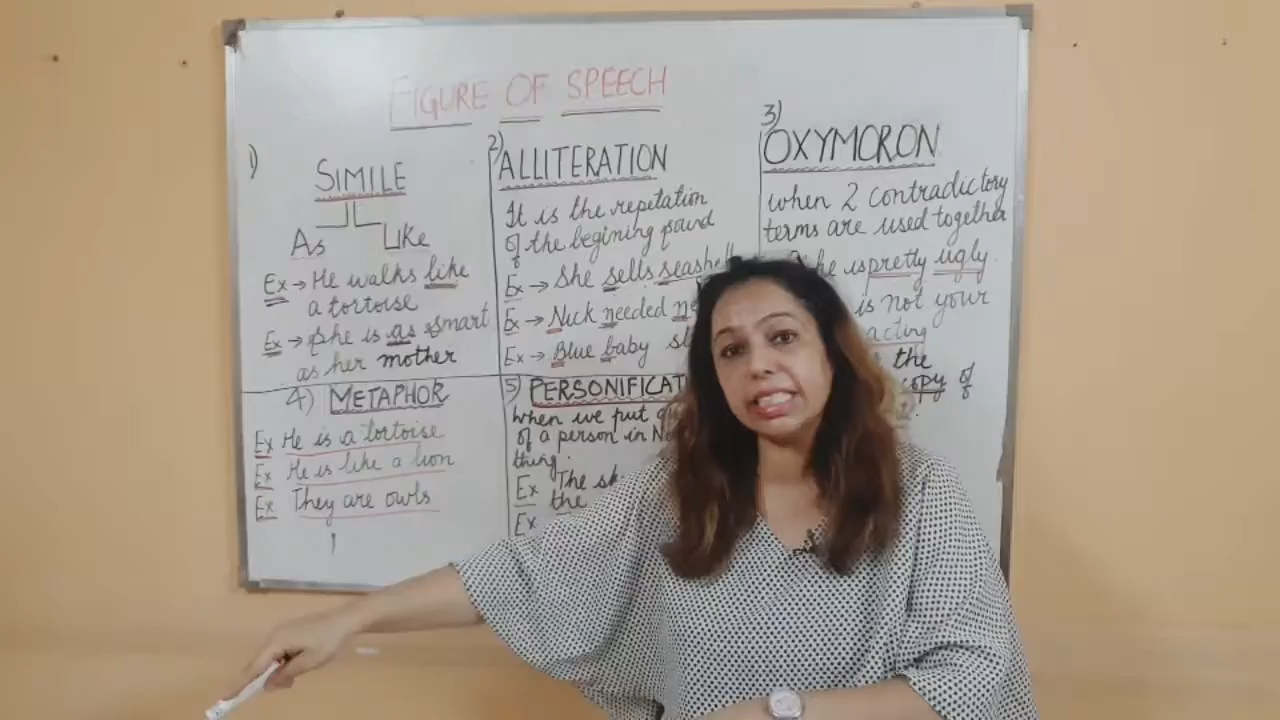 FIGURE OF SPEECH
1)
SIMILE
As Like
Ex → He walks like
a tortoise
Ex → She is as smart
as her mother
2)
ALLITERATION
It is the repitation
of the begining sound
Ex → She sells
Ex → Nick needed
Ex → Blue baby
3)
OXYMORON
when 2 contradictory
terms are used together
is pretty ugly
is not your
acting
the
of
4) METAPHOR
Ex He is a tortoise
Ex He is like a lion
Ex They are owls
5)
when we put
of a person in
thing.
Ex The
the
Ex